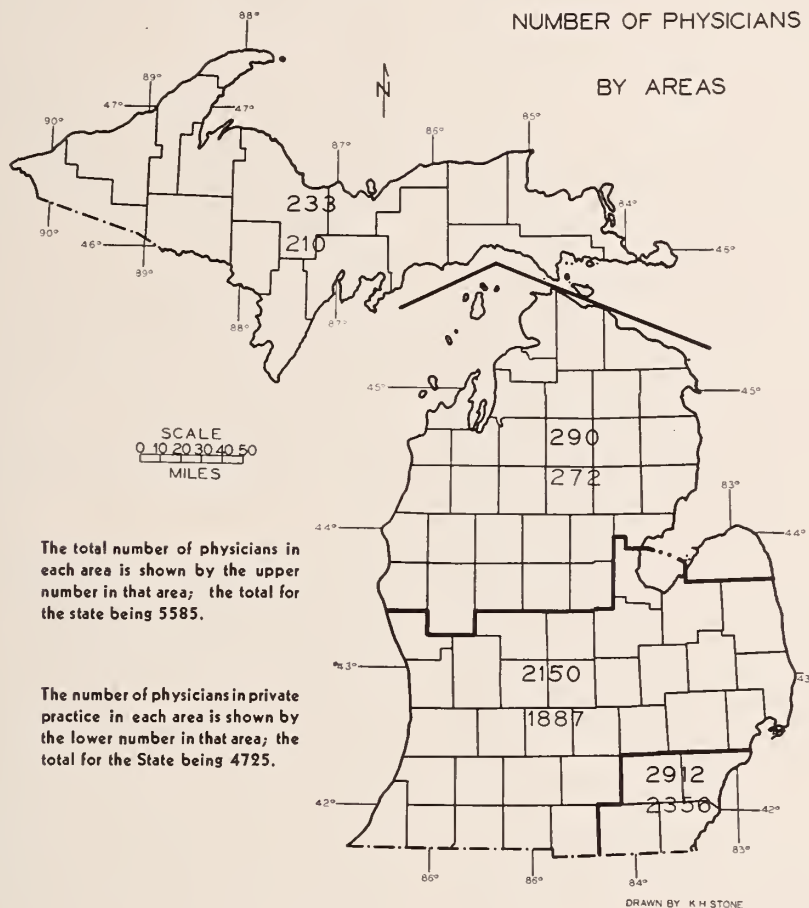 NUMBER OF PHYSICIANS
BY AREAS
88°
89°
47°
47°
90°
N
87°
86°
85°
84°
233
210
90°
46°
89°
46°
88°
87°
45°
45°
SCALE
0 10 20 30 40 50
MILES
290
272
83°
44°
44°
The total number of physicians in
each area is shown by the upper
number in that area; the total for
the state being 5585.
43°
43
2150
1887
The number of physicians in private
practice in each area is shown by
the lower number in that area; the
total for the State being 4725.
2912
2356
42°
42°
83°
86°
86°
84°
DRAWN BY K H STONE